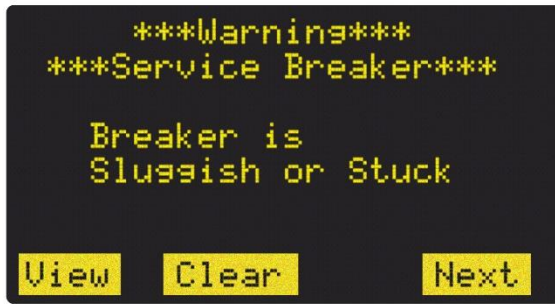 ***Warning***
***Service Breaker***
Breaker is
Sluggish or Stuck
View Clear Next